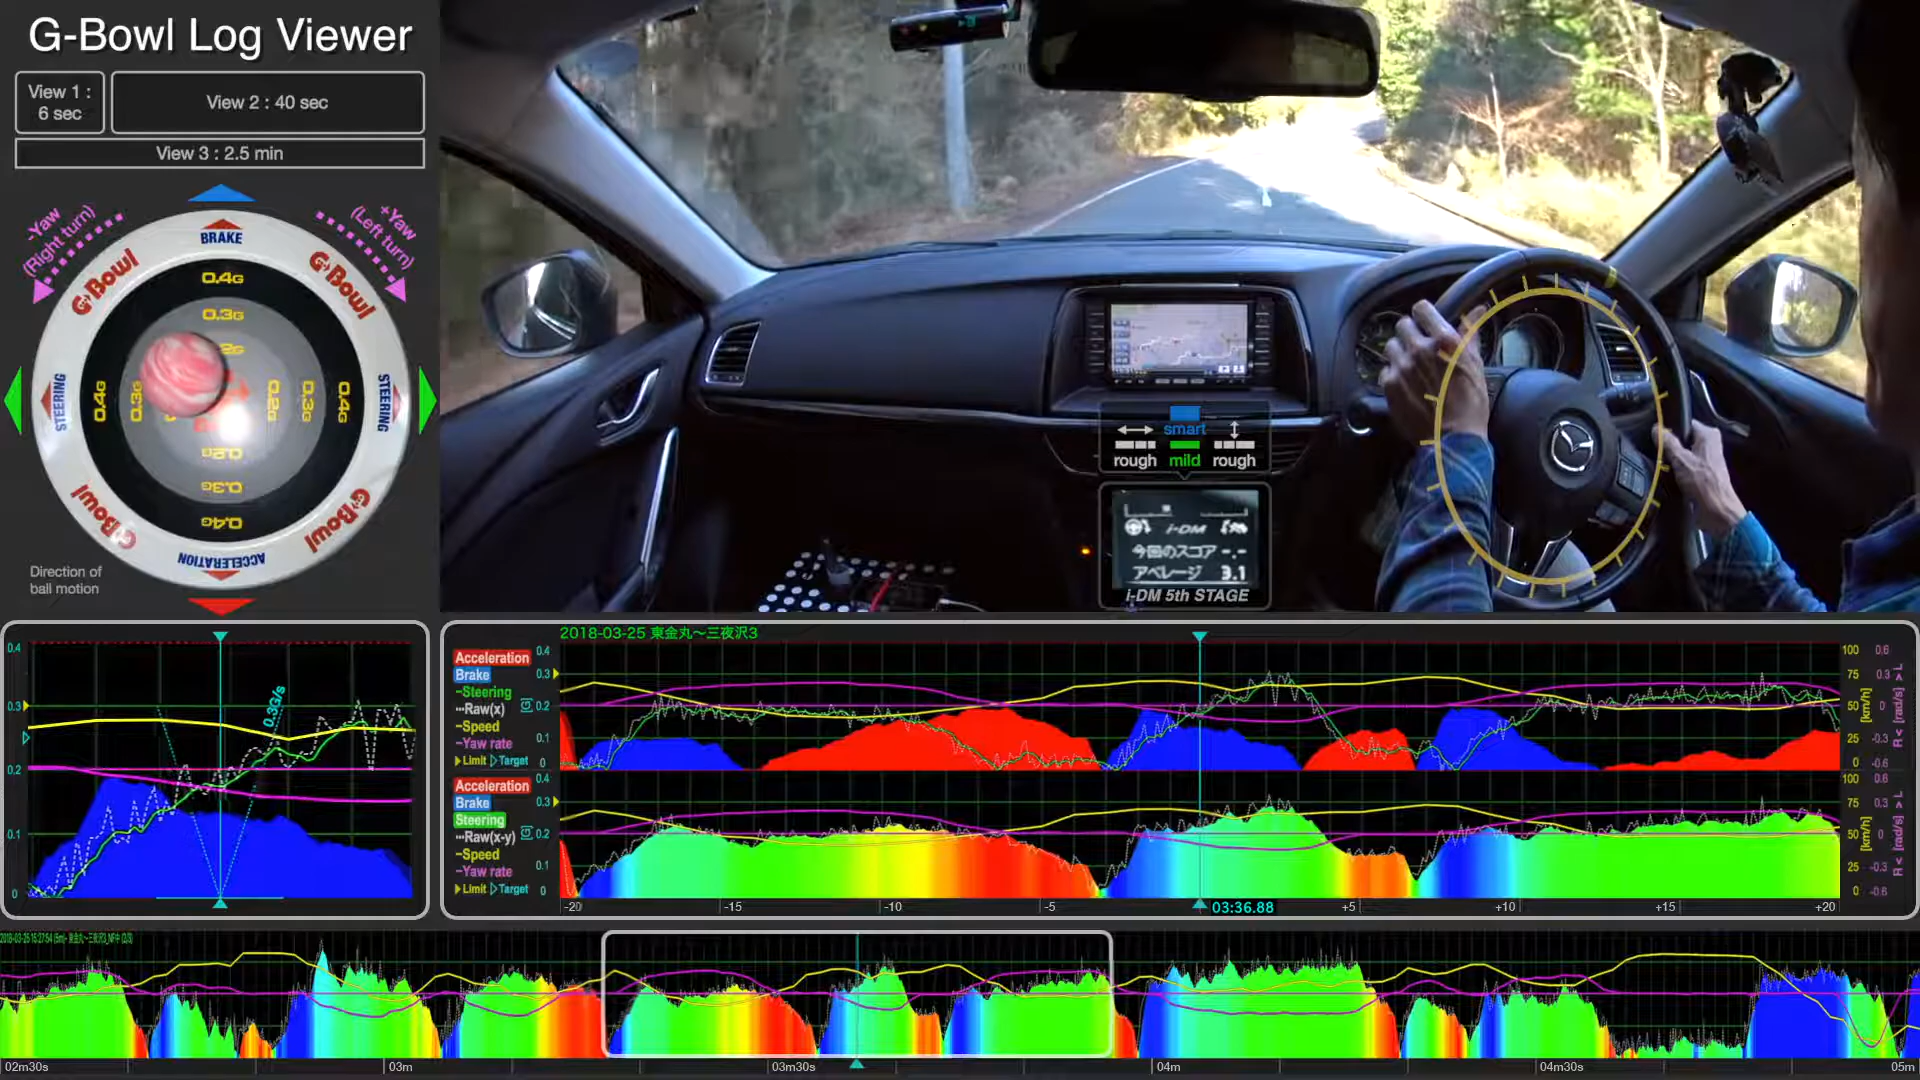 G-Bowl Log Viewer
View 1 :
6 sec
View 2 : 40 sec
View 3 : 2.5 min
-Yaw
(Right turn)
+Yaw
(Left turn)
BRAKE
G-Bowl
G-Bowl
0.4G
0.3G
2G
STEERING
0.4G
0.3G
0.2G
0.3G
0.4G
STEERING
0.2G
0.3G
0.4G
G-Bowl
G-Bowl
ACCELERATION
Direction of
ball motion
smart
rough
mild
rough
i-DM
今回のスコア -.-
アベレージ 3.1
i-DM 5th STAGE
0.4
0.3
0.2
0.1
0
0.3G/s
2018-03-25 東金丸～三夜沢3
Acceleration
Brake
-Steering
Raw(x)
-Speed
-Yaw rate
Limit Target
0.4
0.3
[G] 0.2
0.1
0
100
75
50
25
0
[km/h]
0.6
0.3
0
-0.3
-0.6
R < [rad/s] > L
Acceleration
Brake
Steering
Raw(x-y)
-Speed
-Yaw rate
Limit Target
0.4
0.3
[G] 0.2
0.1
0
100
75
50
25
0
[km/h]
0.6
0.3
0
-0.3
-0.6
R < [rad/s] > L
-20
-15
-10
-5
03:36.88
+5
+10
+15
+20
02m30s
03m
03m30s
04m
04m30s
05m